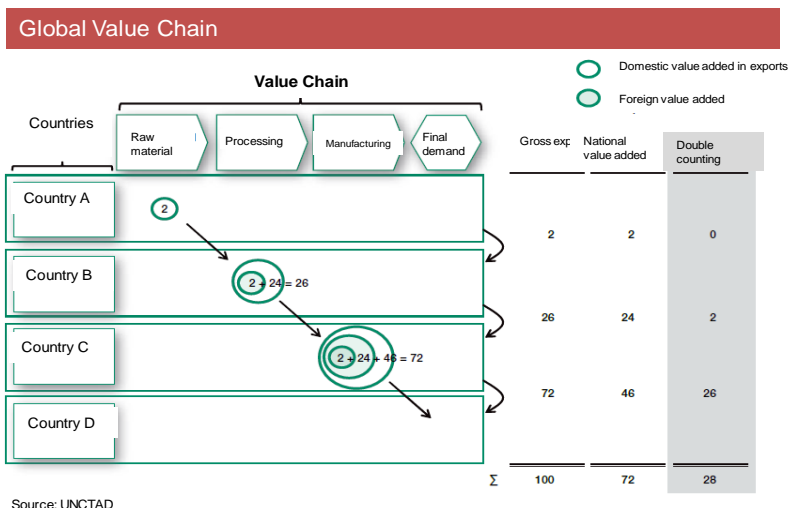 Global Value Chain
Domestic value added in exports
Foreign value added
Value Chain
Countries
Raw
material
Processing
Manufacturing
Final
demand
Gross exp
National
value added
Double
counting
Country A
2
2 2 0
Country B
2 + 24 = 26
26 24 2
Country C
2 + 24 + 46 = 72
72 46 26
Country D
Σ 100 72 28
Source: UNCTAD